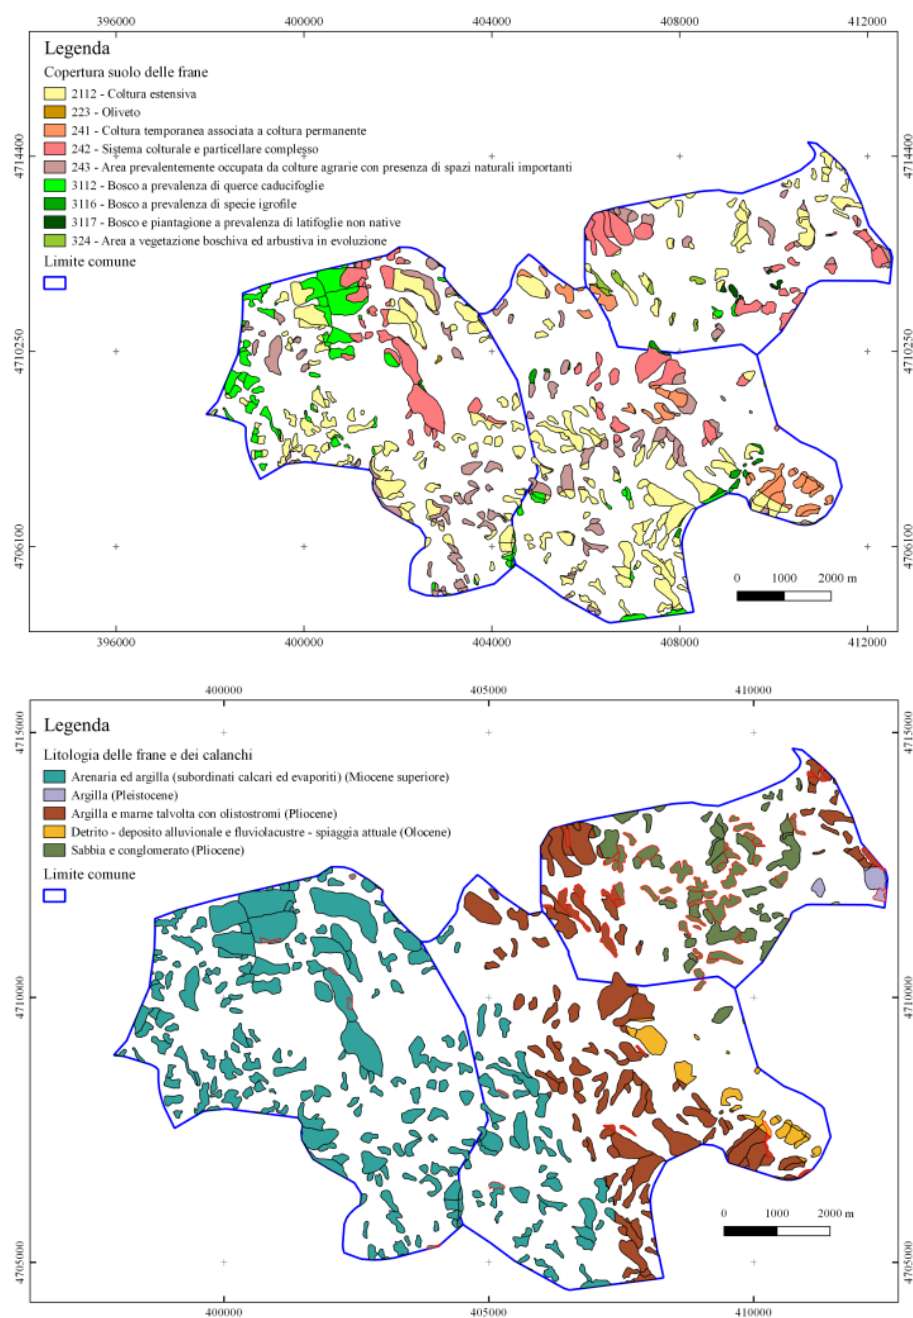 396000 400000 404000 408000 412000
Legenda
Copertura suolo delle frane
2112 - Coltura estensiva
223 - Oliveto
241 - Coltura temporanea associata a coltura permanente
242 - Sistema colturale e particellare complesso
243 - Area prevalentemente occupata da colture agrarie con presenza di spazi naturali importanti
3112 - Bosco a prevalenza di querce caducifoglie
3116 - Bosco a prevalenza di specie igrofile
3117 - Bosco e piantagione a prevalenza di latifoglie non native
324 - Area a vegetazione boschiva ed arbustiva in evoluzione
Limite comune
4714400 4714400
4710250 4710250
4706100 4706100
0 1000 2000 m
396000 400000 404000 408000 412000
400000 405000 410000
Legenda
Litologia delle frane e dei calanchi
Arenaria ed argilla (subordinati calcari ed evaporiti) (Miocene superiore)
Argilla (Pleistocene)
Argilla e marne talvolta con olistostromi (Pliocene)
Detrito - deposito alluvionale e fluviolacustre - spiaggia attuale (Olocene)
Sabbia e conglomerato (Pliocene)
Limite comune
4715000 4715000
4710000 4710000
4705000 4705000
0 1000 2000 m
400000 405000 410000